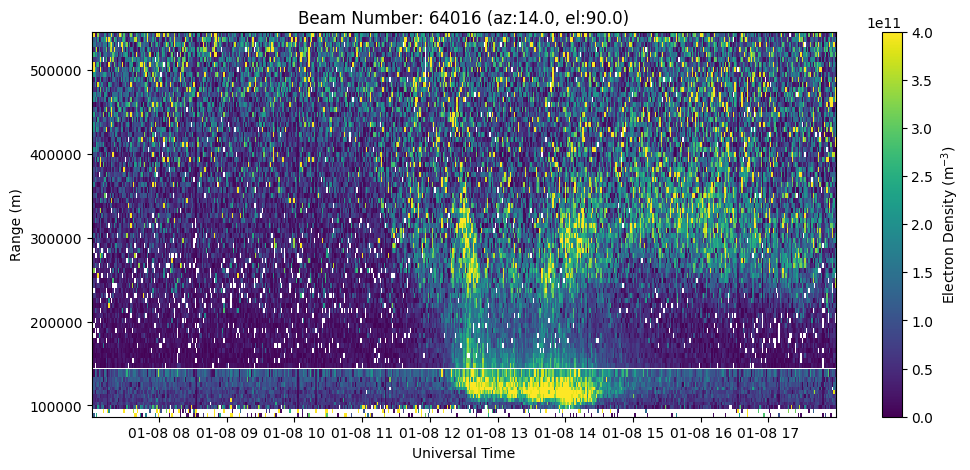 Beam Number: 64016 (az:14.0, el:90.0)
1e11
500000
400000
300000
200000
100000
Range (m)
01-08 08 01-08 09 01-08 10 01-08 11 01-08 12 01-08 13 01-08 14 01-08 15 01-08 16 01-08 17
Universal Time
4.0
3.5
3.0
2.5
2.0
1.5
1.0
0.5
0.0
Electron Density (m⁻³)